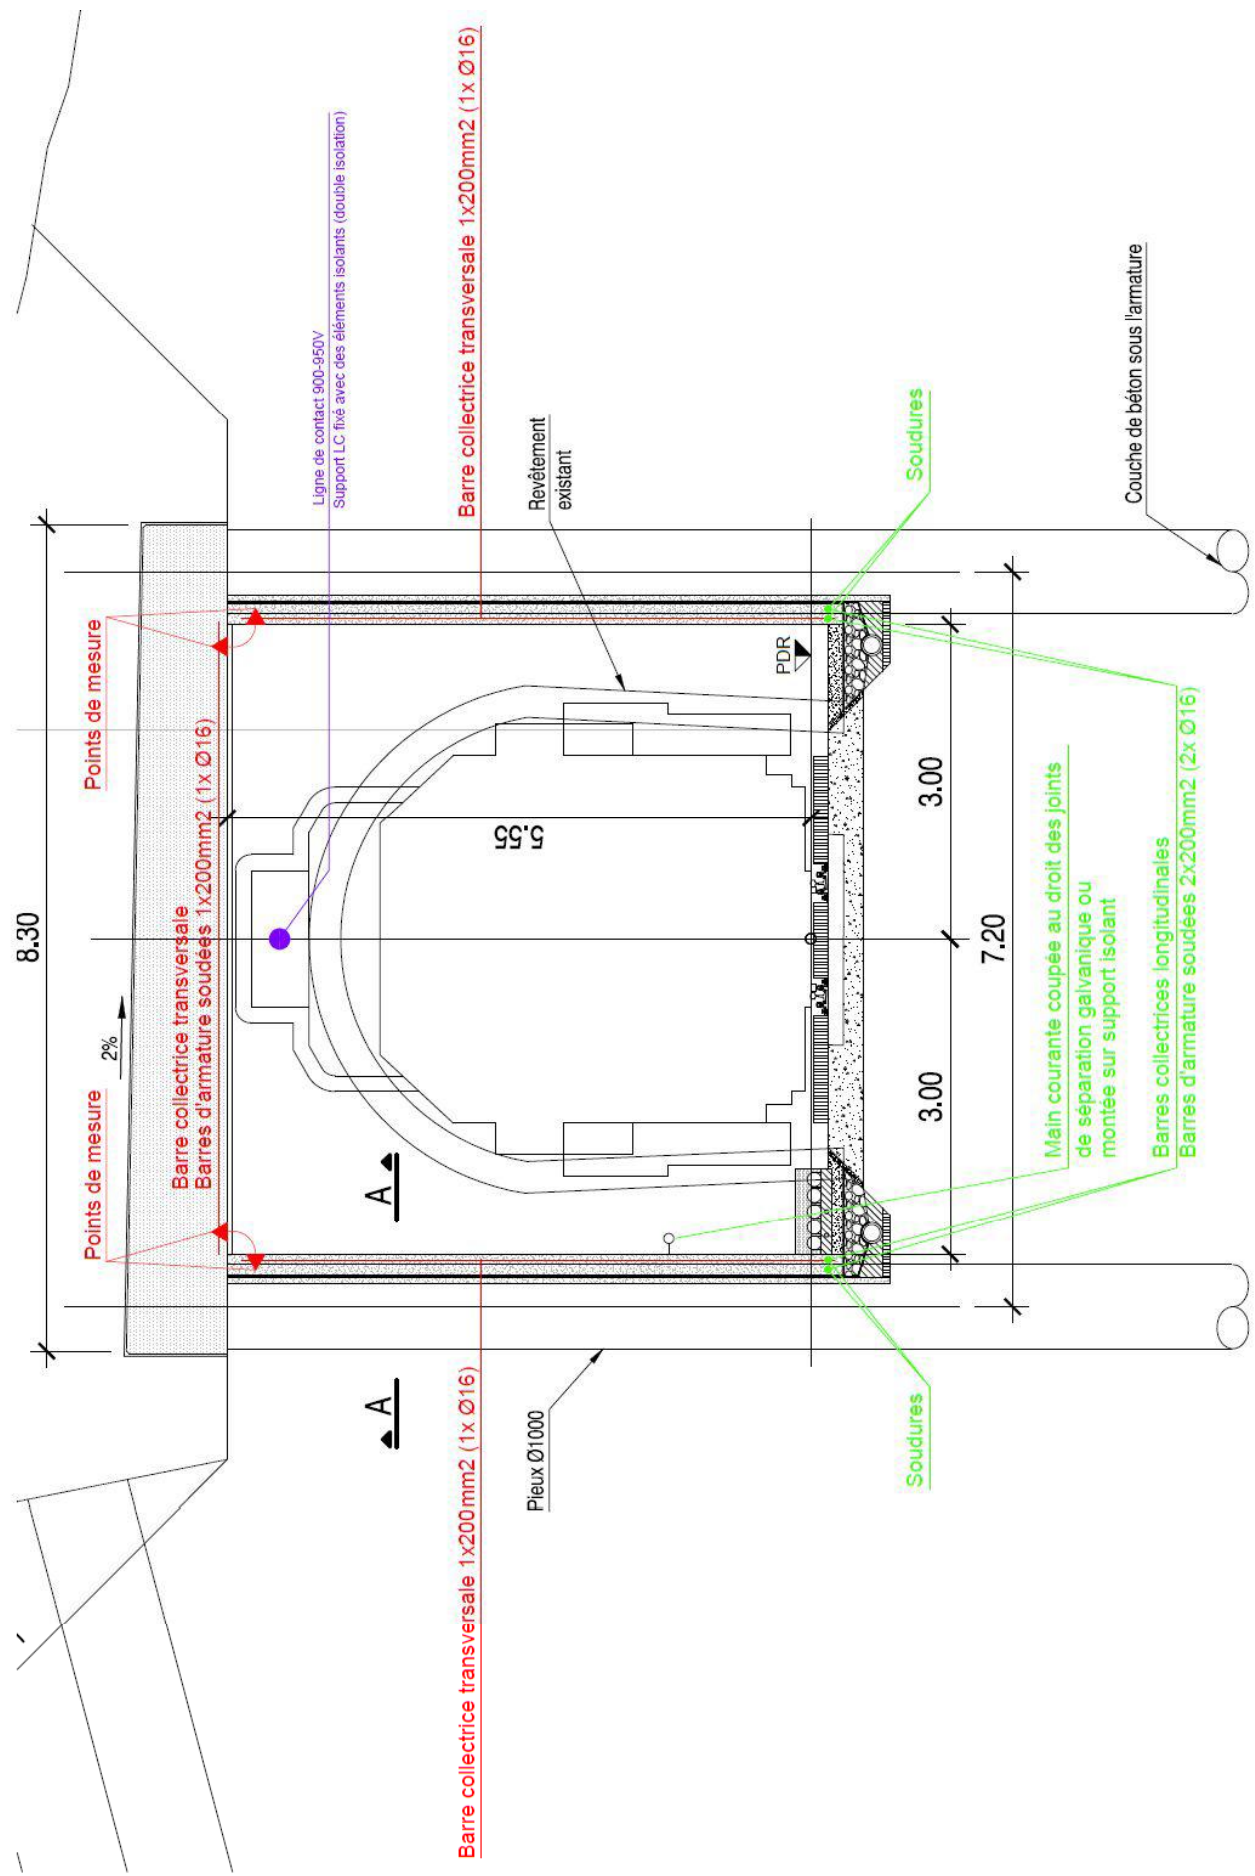 8.30
2%
Points de mesure
Points de mesure
Barre collectrice transversale
Barres d'armature soudées 1x200mm2 (1x Ø16)
Ligne de contact 900-950V
Support LC fixé avec des éléments isolants (double isolation)
A
A
Barre collectrice transversale 1x200mm2 (1x Ø16)
Barre collectrice transversale 1x200mm2 (1x Ø16)
5.55
Revêtement
existant
Pieux Ø1000
PDR
Soudures
Soudures
3.00
3.00
7.20
Main courante coupée au droit des joints
de séparation galvanique ou
montée sur support isolant
Couche de béton sous l'armature
Barres collectrices longitudinales
Barres d'armature soudées 2x200mm2 (2x Ø16)